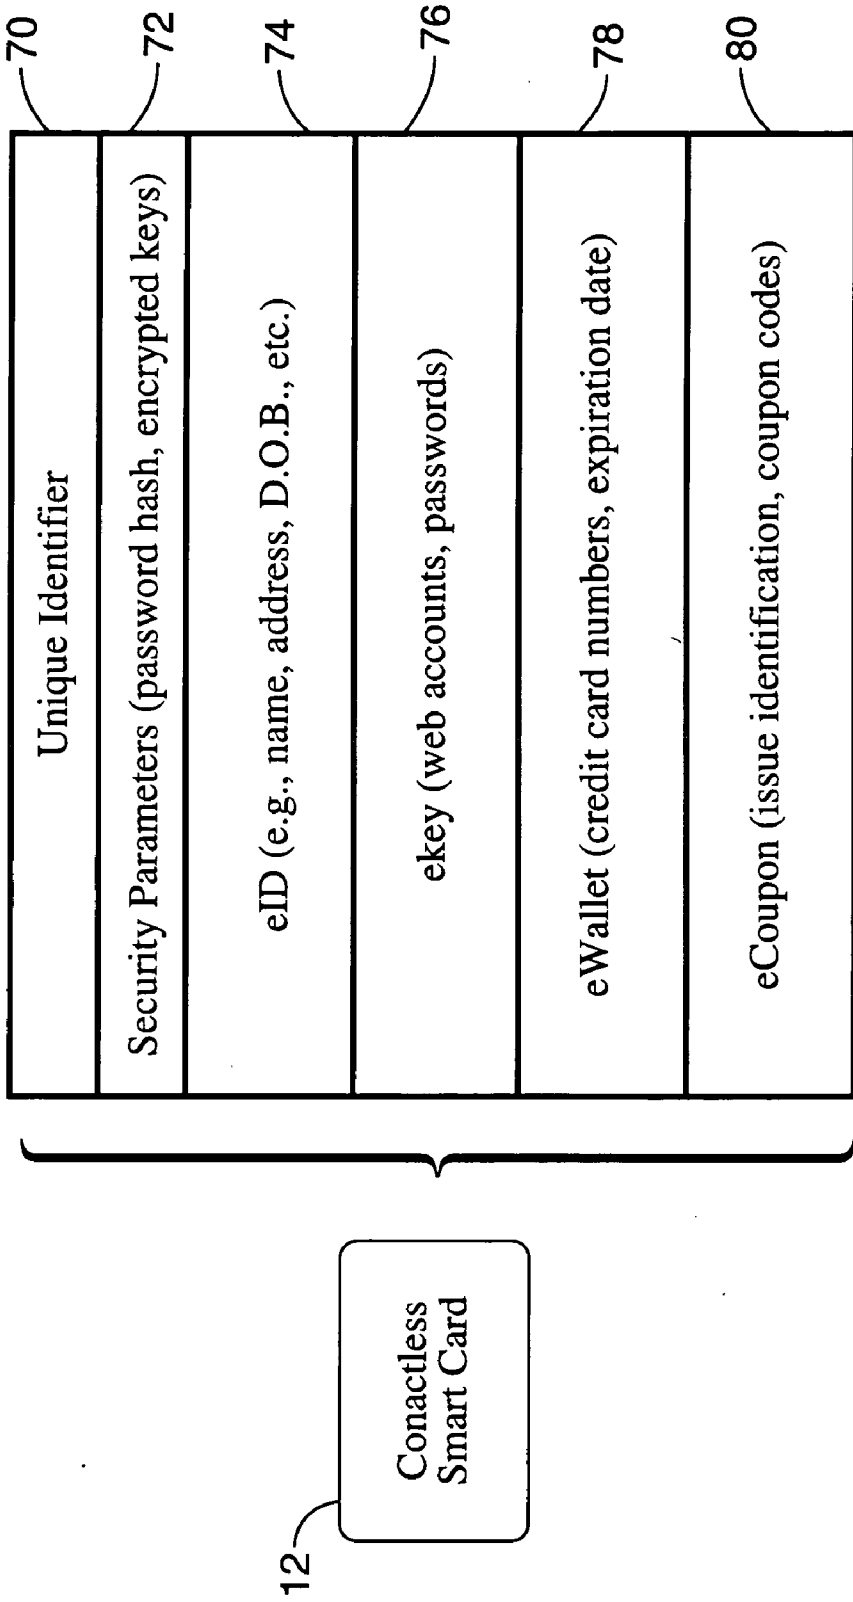 12
Conactless
Smart Card
Unique Identifier
70
Security Parameters (password hash, encrypted keys)
72
eID (e.g., name, address, D.O.B., etc.)
74
ekey (web accounts, passwords)
76
eWallet (credit card numbers, expiration date)
78
eCoupon (issue identification, coupon codes)
80